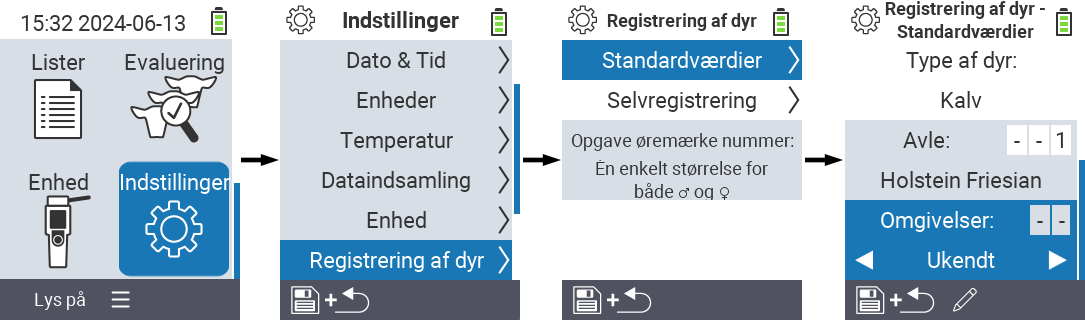 15:32 2024-06-13
Lister
Evaluering
Enhed
Indstillinger
Lys på
Indstillinger
Dato & Tid
Enheder
Temperatur
Dataindsamling
Enhed
Registrering af dyr
+
Registrering af dyr
Standardværdier
Selvregistrering
Opgave øremærke nummer:
Én enkelt størrelse for
både ♂ og ♀
+
Registrering af dyr -
Standardværdier
Type af dyr:
Kalv
Avle: - - 1
Holstein Friesian
Omgivelser: - -
Ukendt
+